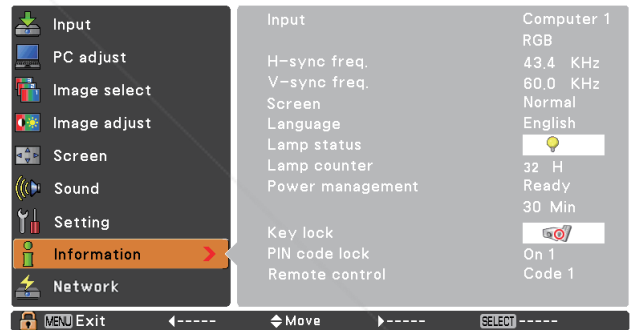 Input
PC adjust
Image select
Image adjust
Screen
Sound
Setting
Information
Network
Input Computer 1
RGB
H-sync freq. 43.4 KHz
V-sync freq. 60.0 KHz
Screen Normal
Language English
Lamp status
Lamp counter 32 H
Power management Ready
30 Min
Key lock
PIN code lock On 1
Remote control Code 1
MENU Exit ----- Move ----- SELECT -----